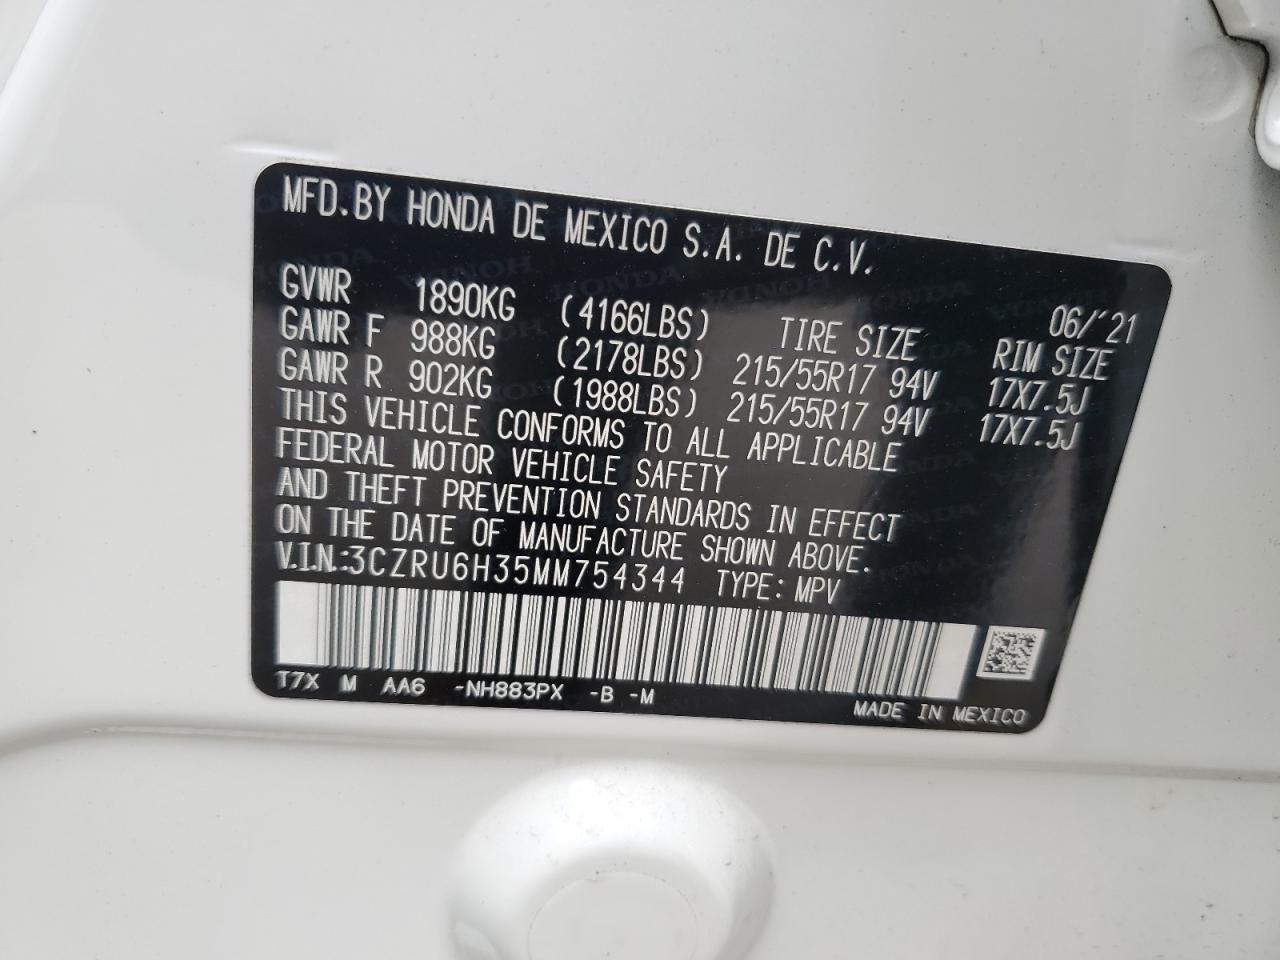 MFD.BY HONDA DE MEXICO S.A. DE C.V.
06/'21
GVWR 1890KG (4166LBS) TIRE SIZE RIM SIZE
GAWR F 988KG (2178LBS) 215/55R17 94V 17X7.5J
GAWR R 902KG (1988LBS) 215/55R17 94V 17X7.5J
THIS VEHICLE CONFORMS TO ALL APPLICABLE
FEDERAL MOTOR VEHICLE SAFETY
AND THEFT PREVENTION STANDARDS IN EFFECT
ON THE DATE OF MANUFACTURE SHOWN ABOVE.
V.I.N.:3CZRU6H35MM754344 TYPE: MPV
T7X M AA6 -NH883PX -B -M
MADE IN MEXICO